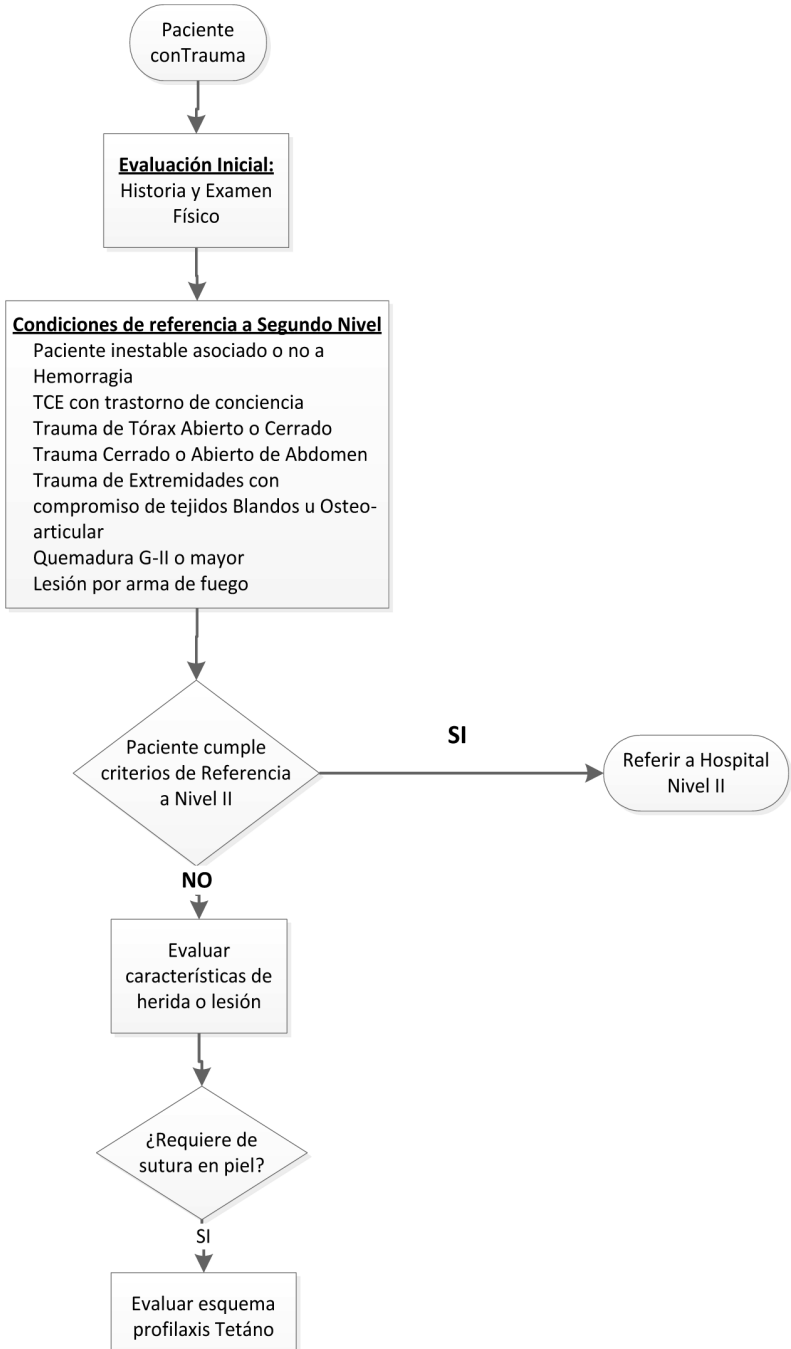 Paciente
conTrauma
Evaluación Inicial:
Historia y Examen
Físico
Condiciones de referencia a Segundo Nivel
Paciente inestable asociado o no a
Hemorragia
TCE con trastorno de conciencia
Trauma de Tórax Abierto o Cerrado
Trauma Cerrado o Abierto de Abdomen
Trauma de Extremidades con
compromiso de tejidos Blandos u Osteo-
articular
Quemadura G-II o mayor
Lesión por arma de fuego
Paciente cumple
criterios de Referencia
a Nivel II
SI
Referir a Hospital
Nivel II
NO
Evaluar
característícas de
herida o lesión
¿Requiere de
sutura en piel?
SI
Evaluar esquema
profilaxis Tetáno